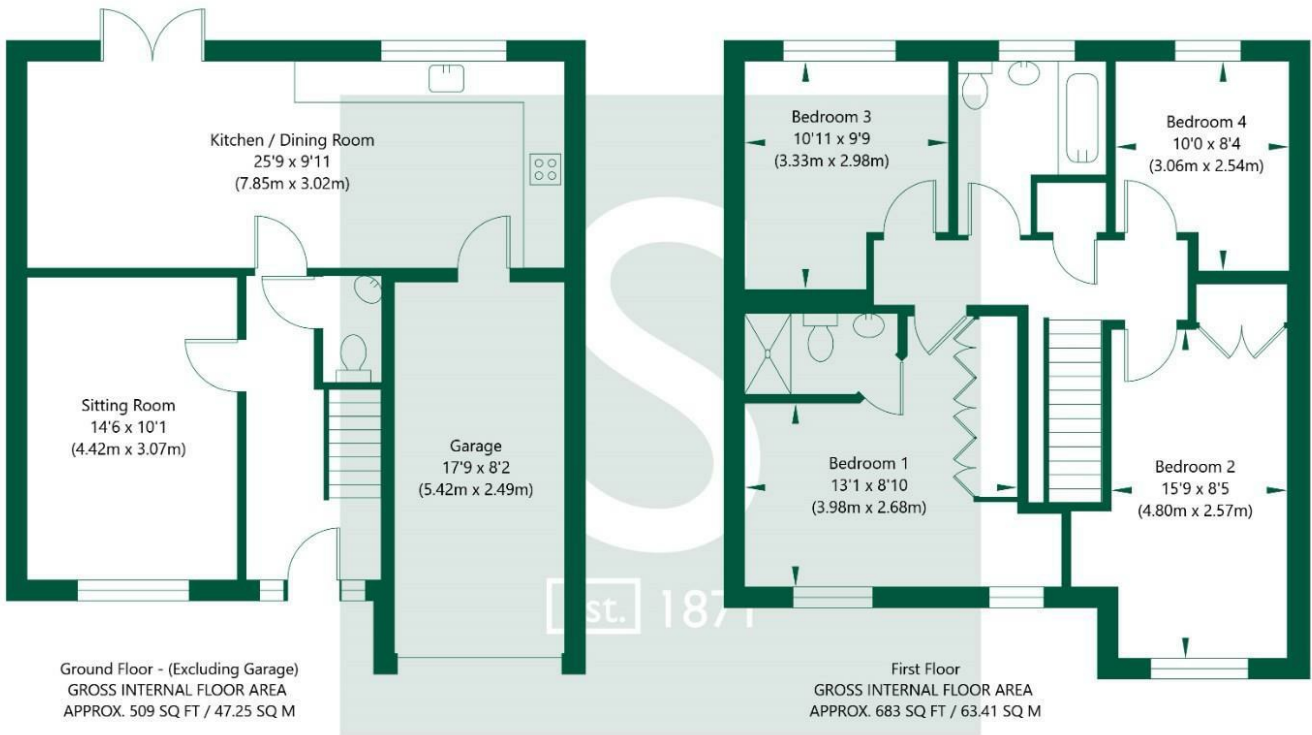 Kitchen / Dining Room
25'9 x 9'11
(7.85m x 3.02m)
Sitting Room
14'6 x 10'1
(4.42m x 3.07m)
Garage
17'9 x 8'2
(5.42m x 2.49m)
Ground Floor - (Excluding Garage)
GROSS INTERNAL FLOOR AREA
APPROX. 509 SQ FT / 47.25 SQ M
Bedroom 3
10'11 x 9'9
(3.33m x 2.98m)
Bedroom 4
10'0 x 8'4
(3.06m x 2.54m)
Bedroom 1
13'1 x 8'10
(3.98m x 2.68m)
Bedroom 2
15'9 x 8'5
(4.80m x 2.57m)
First Floor
GROSS INTERNAL FLOOR AREA
APPROX. 683 SQ FT / 63.41 SQ M
S
Est. 1871